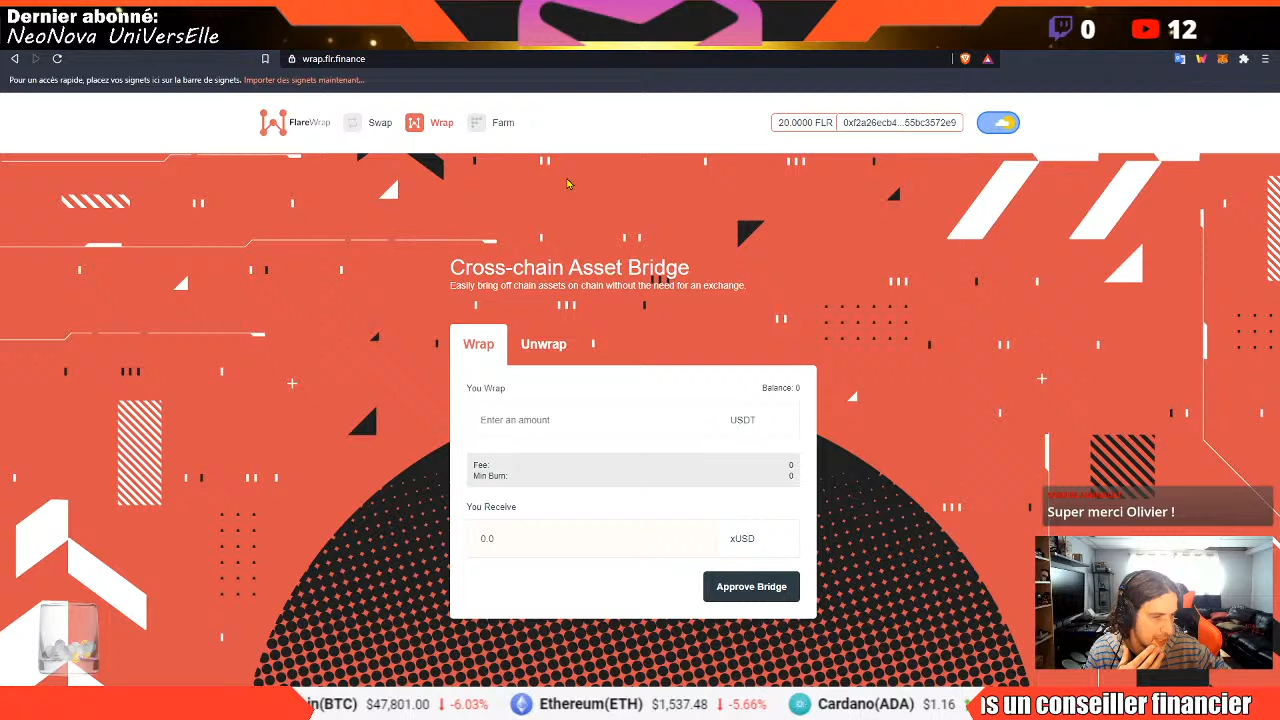 Dernier abonné:
NeoNova UniVersElle
0
12
wrap.flr.finance
Pour un accès rapide, placez vos signets ici sur la barre de signets. Importer des signets maintenant...
FlareWrap
Swap
Wrap
Farm
20.0000 FLR
0xf2a26ecb4...55bc3572e9
Cross-chain Asset Bridge
Easily bring off chain assets on chain without the need for an exchange.
Wrap
Unwrap
You Wrap
Balance: 0
Enter an amount
USDT
Fee:
0
Min Burn:
0
You Receive
0.0
xUSD
Approve Bridge
Super merci Olivier !
in(BTC) $47,801.00 -6.03%
Ethereum(ETH) $1,537.48 -5.66%
Cardano(ADA) $1.16
un conseiller financier